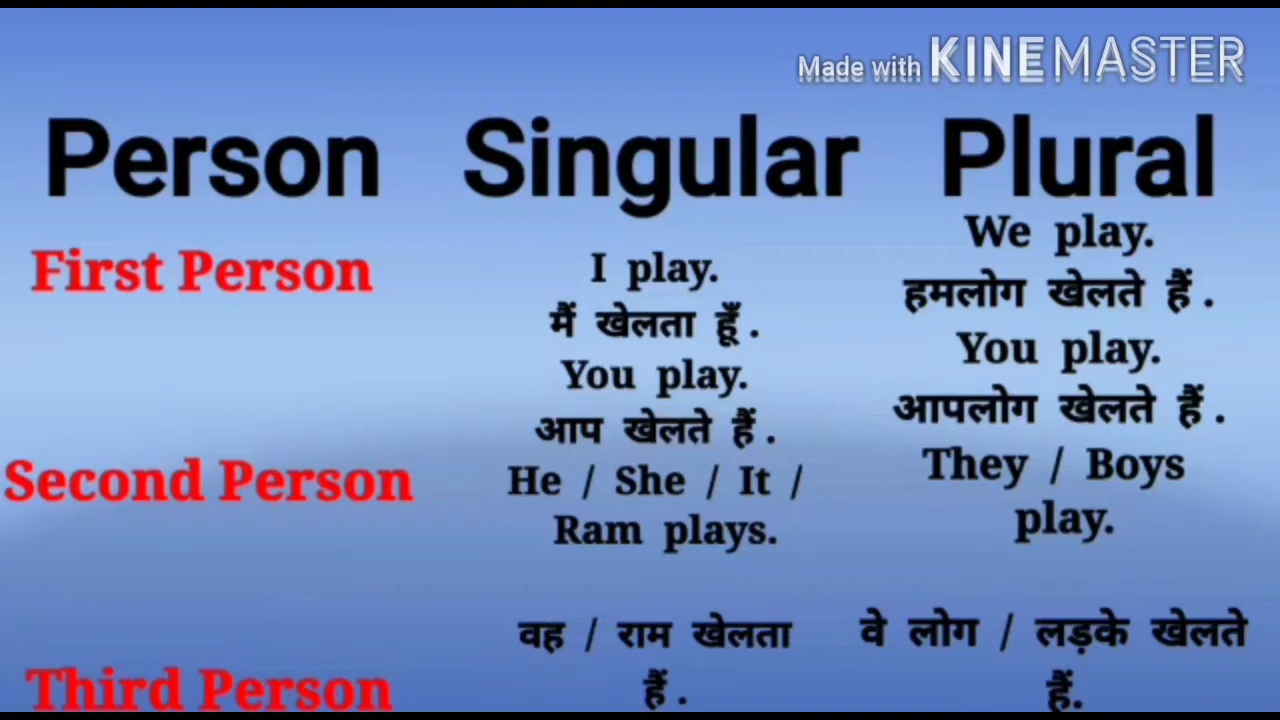 Made with KINEMASTER
Person Singular Plural
First Person
I play.
मैं खेलता हूँ .
You play.
आप खेलते हैं .
Second Person
He / She / It /
Ram plays.
वह / राम खेलता
हैं .
Third Person
We play.
हमलोग खेलते हैं .
You play.
आपलोग खेलते हैं .
They / Boys
play.
वे लोग / लड़के खेलते
हैं.